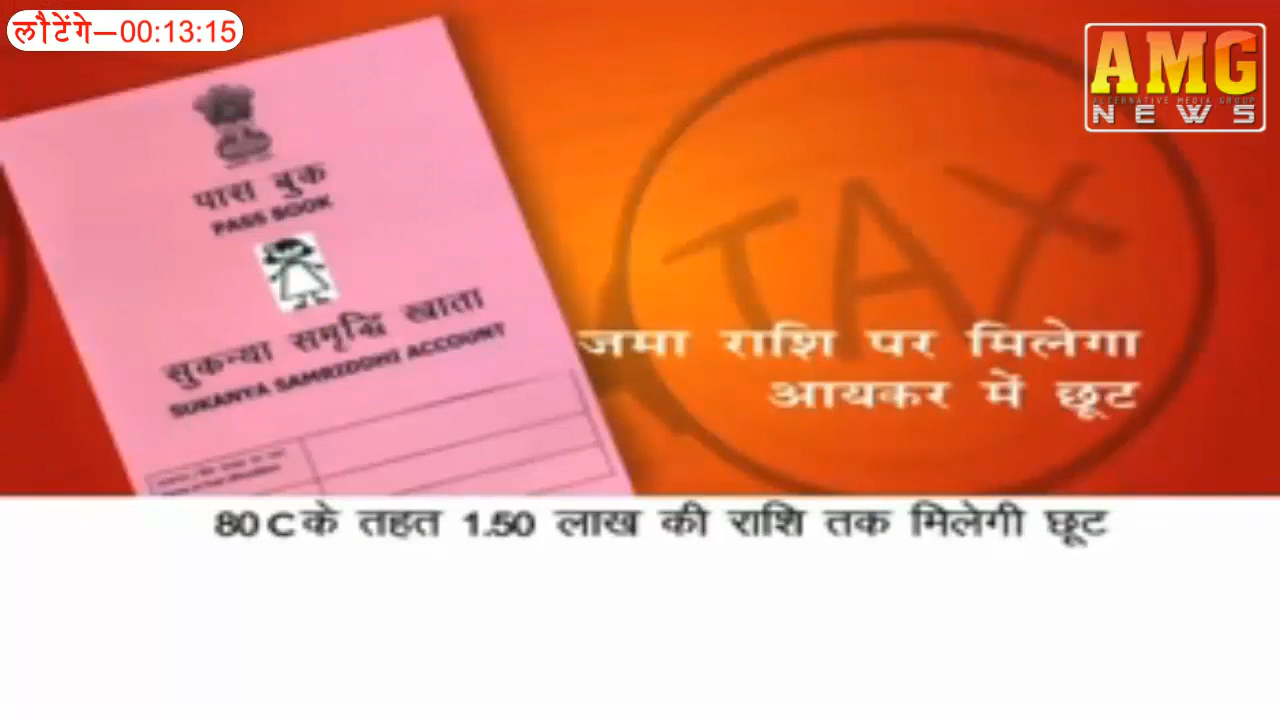 लौटेंगे—00:13:15
AMG
ALTERNATIVE MEDIA GROUP
NEWS
पास बुक
PASS BOOK
सुकन्या समृद्धि खाता
SUKANYA SAMRIDDHI ACCOUNT
TAX
जमा राशि पर मिलेगा
आयकर में छूट
80 C के तहत 1.50 लाख की राशि तक मिलेगी छूट